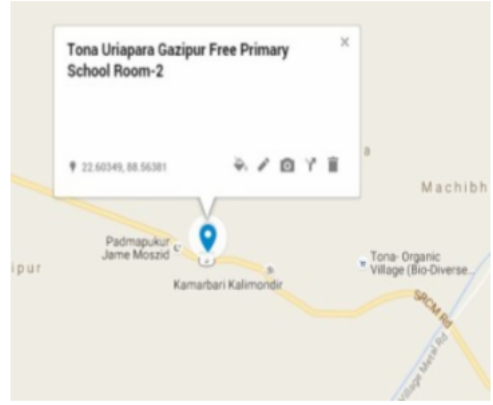 Tona Uriapara Gazipur Free Primary
School Room-2
22.60349, 88.56381
a
Machibh
Padmapukur
Jame Moszid
ipur
Tona- Organic
Village (Bio-Diverse...
Kamarbari Kalimondir
SRCM Rd
Village Metal Rd